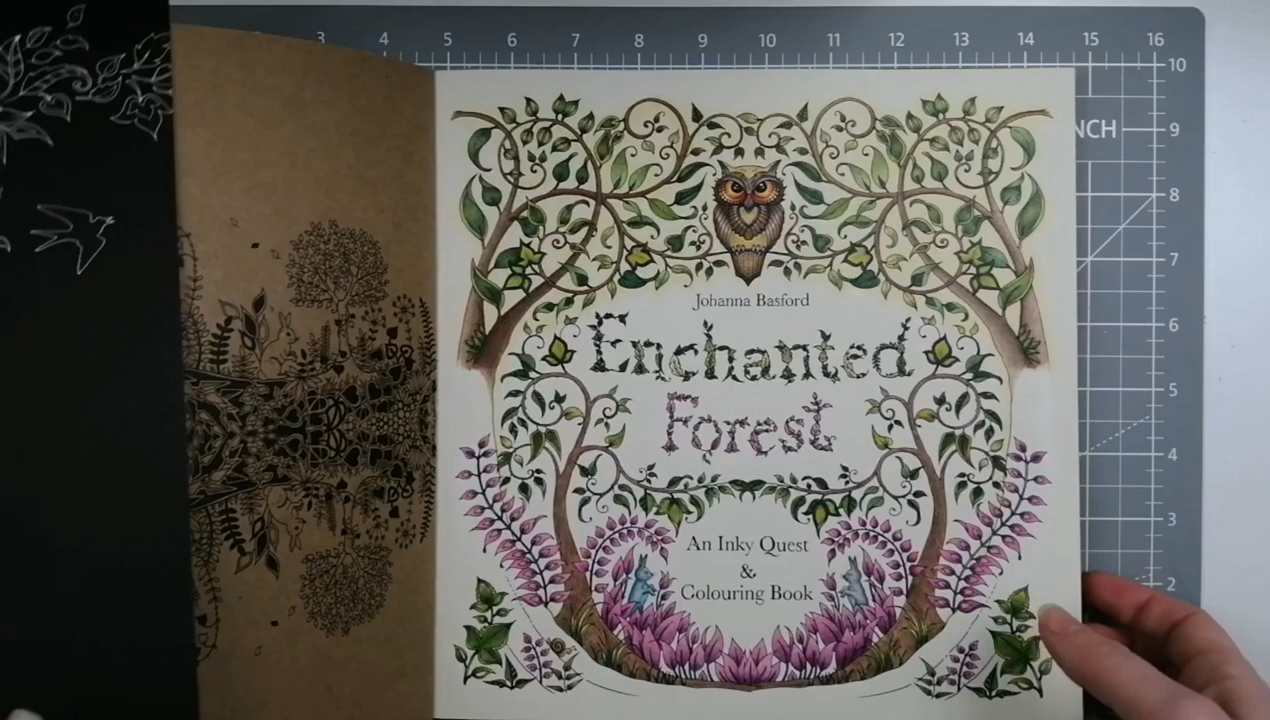 3 4 5 6 7 8 9 10 11 12 13 14 15 16
10
NCH
9
8
7
6
5
4
3
2
Johanna Basford
Enchanted
Forest
An Inky Quest
&
Colouring Book